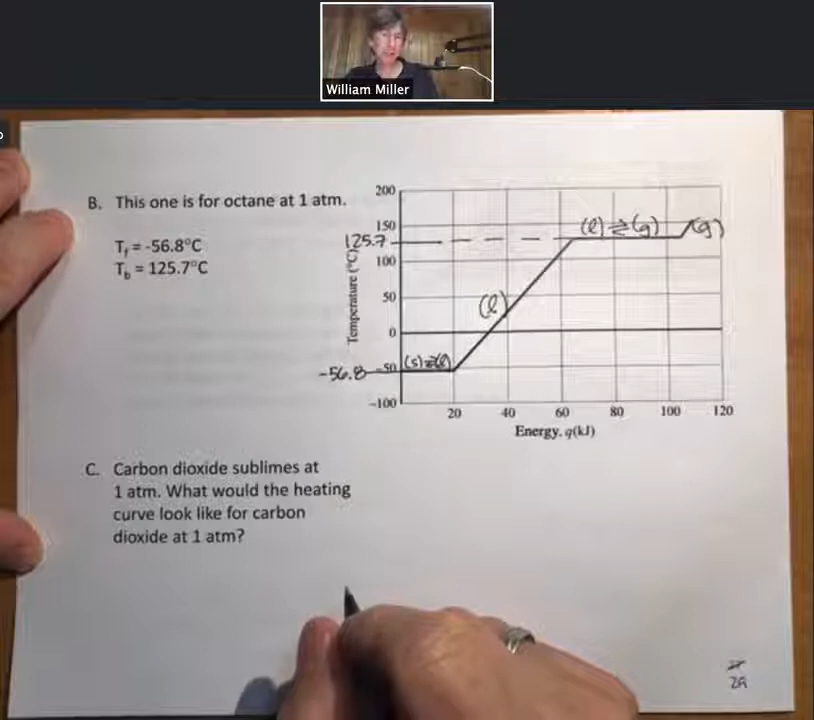 William Miller
B. This one is for octane at 1 atm.
Tf = -56.8°C
Tb = 125.7°C
200
150
125.7
100
50
0
-50
-56.8
-100
Temperature (°C)
(s)⇌(l)
(l)
(l)⇌(g)
(g)
20 40 60 80 100 120
Energy, q(kJ)
C. Carbon dioxide sublimes at
1 atm. What would the heating
curve look like for carbon
dioxide at 1 atm?